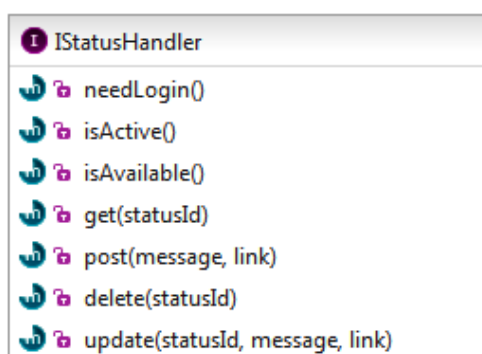 I IStatusHandler
m needLogin()
m isActive()
m isAvailable()
m get(statusId)
m post(message, link)
m delete(statusId)
m update(statusId, message, link)